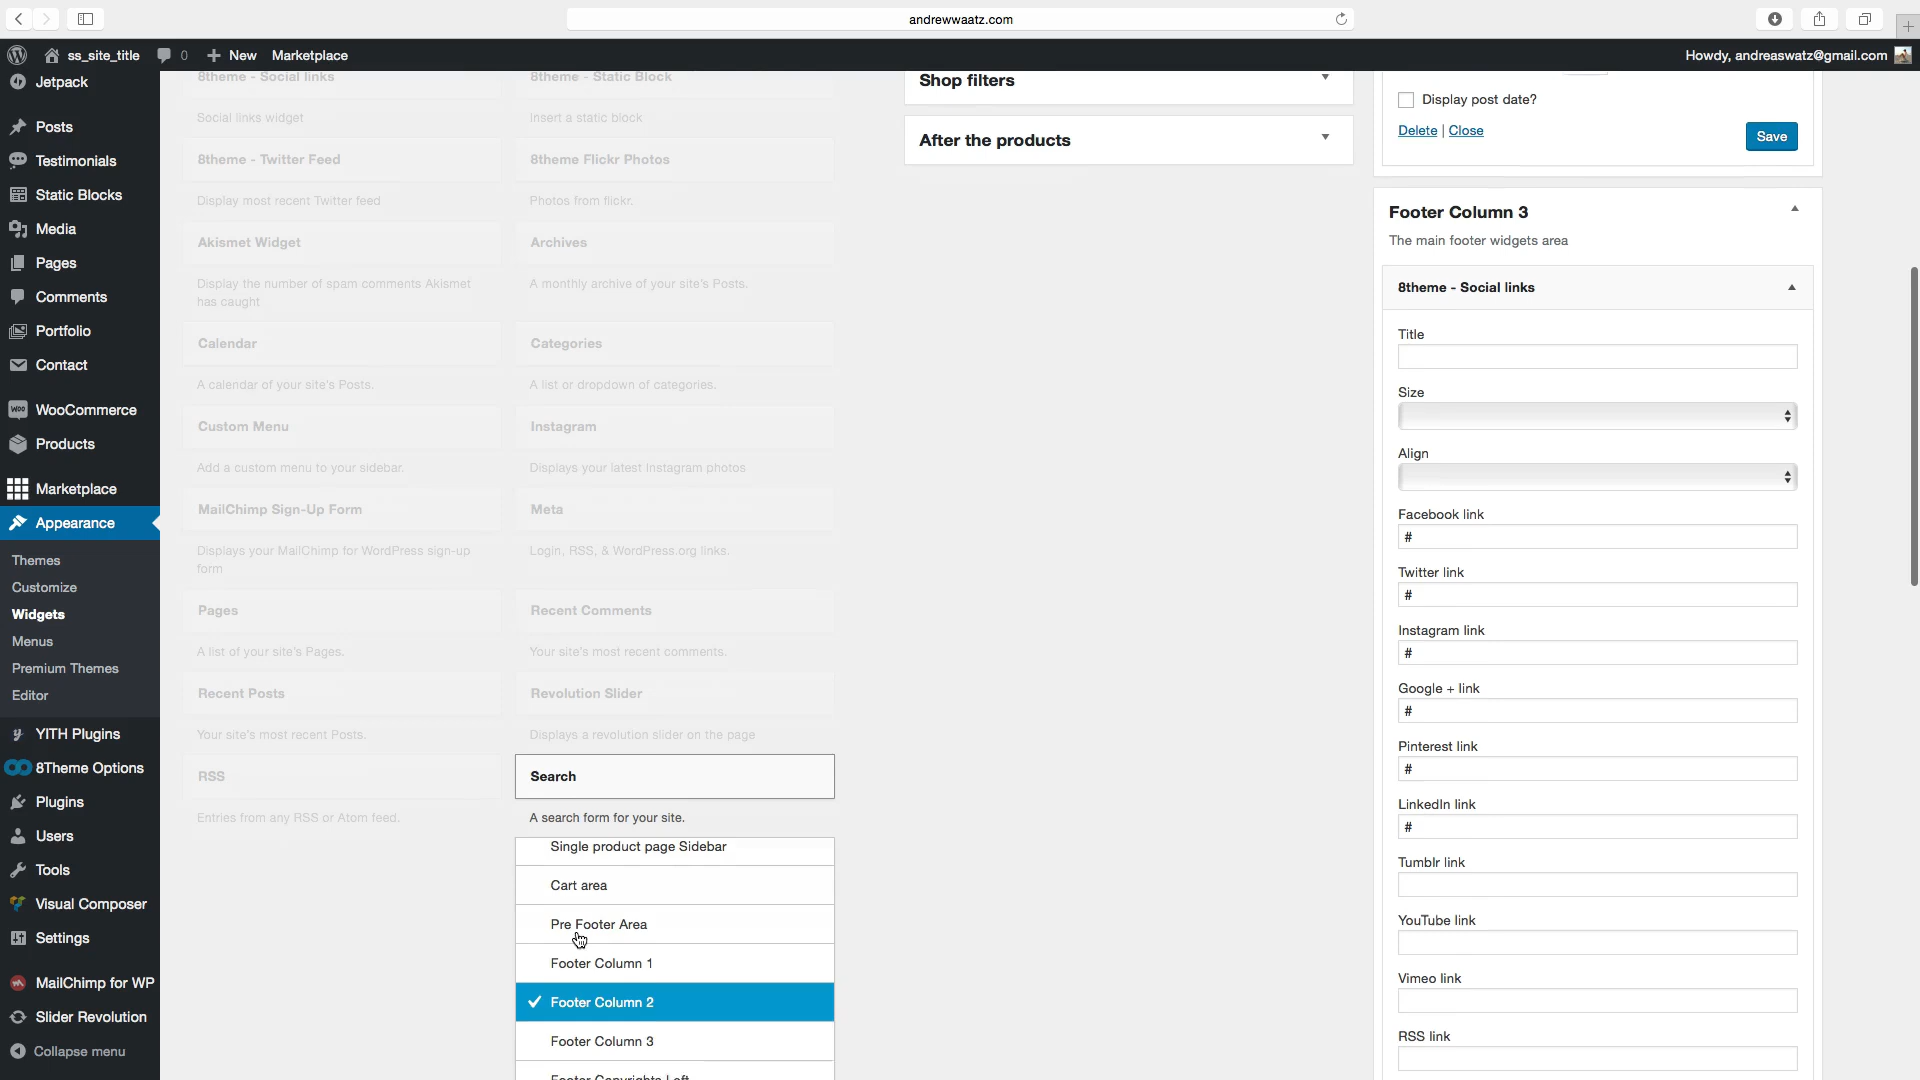 andrewwaatz.com
ss_site_title
0
New
Marketplace
Howdy, andreaswatz@gmail.com
Jetpack
Posts
Testimonials
Static Blocks
Media
Pages
Comments
Portfolio
Contact
WooCommerce
Products
Marketplace
Appearance
Themes
Customize
Widgets
Menus
Premium Themes
Editor
YITH Plugins
8Theme Options
Plugins
Users
Tools
Visual Composer
Settings
MailChimp for WP
Slider Revolution
Collapse menu
8theme - Social links
Social links widget
8theme - Static Block
Insert a static block
8theme - Twitter Feed
Display most recent Twitter feed
8theme Flickr Photos
Photos from flickr.
Akismet Widget
Display the number of spam comments Akismet
has caught
Archives
A monthly archive of your site's Posts.
Calendar
A calendar of your site's Posts.
Categories
A list or dropdown of categories.
Custom Menu
Add a custom menu to your sidebar.
Instagram
Displays your latest Instagram photos
MailChimp Sign-Up Form
Displays your MailChimp for WordPress sign-up
form
Meta
Login, RSS, & WordPress.org links.
Pages
A list of your site's Pages.
Recent Comments
Your site's most recent comments.
Recent Posts
Your site's most recent Posts.
Revolution Slider
Displays a revolution slider on the page
RSS
Entries from any RSS or Atom feed.
Search
A search form for your site.
Single product page Sidebar
Cart area
Pre Footer Area
Footer Column 1
Footer Column 2
Footer Column 3
Footer Copyrights Left
Shop filters
After the products
Display post date?
Delete | Close
Save
Footer Column 3
The main footer widgets area
8theme - Social links
Title
Size
Align
Facebook link
#
Twitter link
#
Instagram link
#
Google + link
#
Pinterest link
#
LinkedIn link
#
Tumblr link
YouTube link
Vimeo link
RSS link